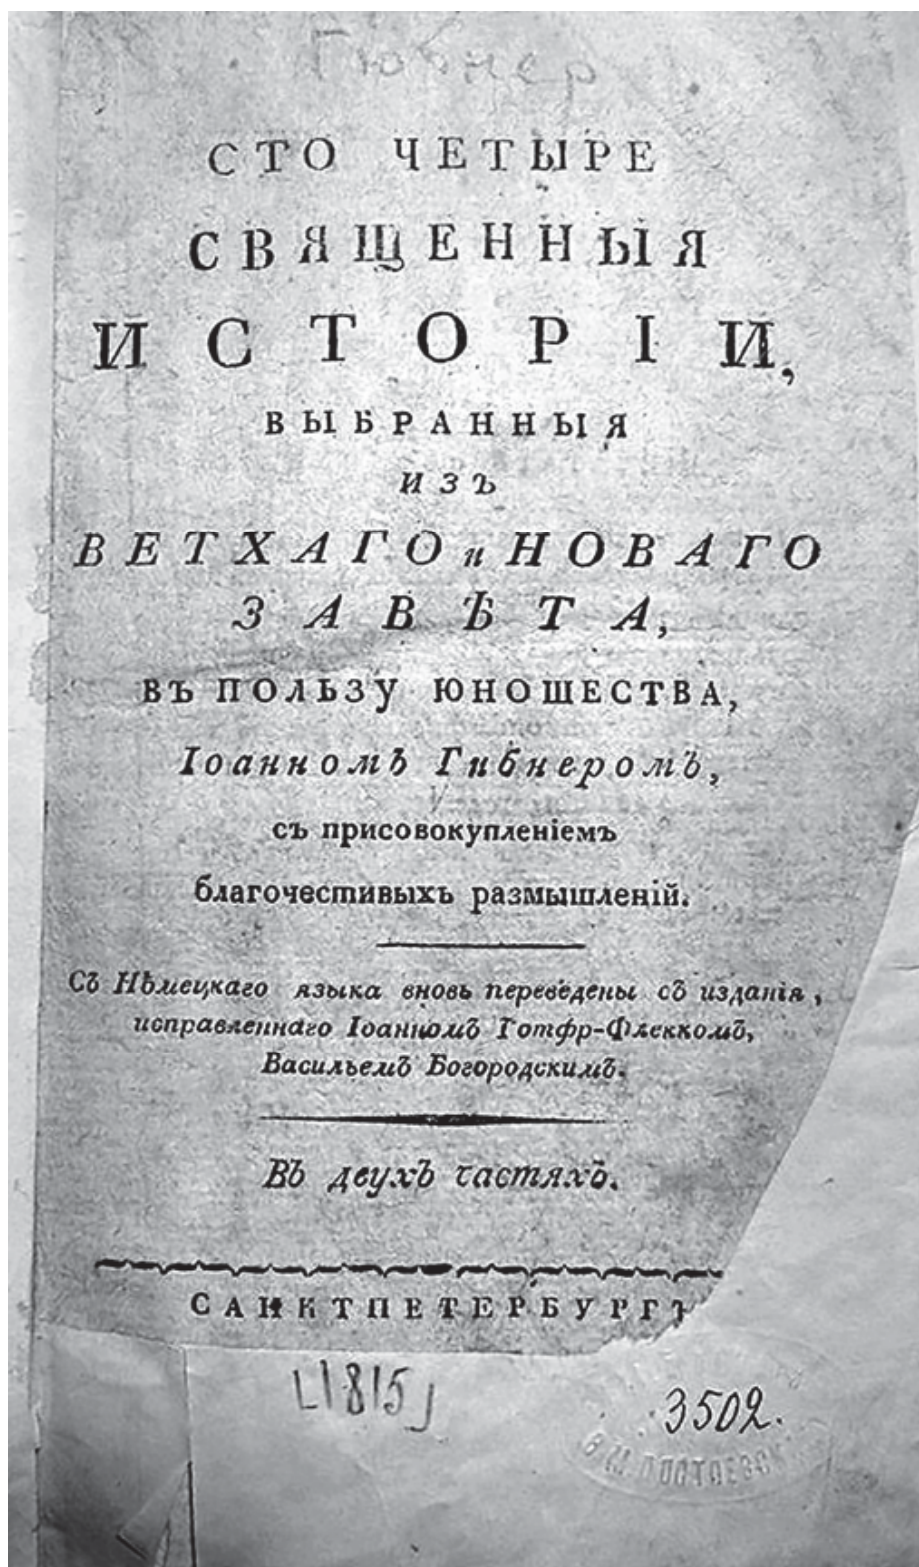 Гюбнер
СТО ЧЕТЫРЕ
СВЯЩЕННЫЯ
ИСТОРІИ,
ВЫБРАННЫЯ
ИЗЪ
ВЕТХАГО и НОВАГО
ЗАВѢТА,
ВЪ ПОЛЬЗУ ЮНОШЕСТВА,
Іоанномъ Гибнеромъ,
съ присовокупленіемъ
благочестивыхъ размышленій.
Съ Нѣмецкаго языка вновь переведены съ изданія,
исправленнаго Іоанномъ Готфр-Флеккомъ,
Васильемъ Богородскимъ.
Въ двухъ частяхъ.
САНКТПЕТЕРБУРГЪ
[1815]
3502.